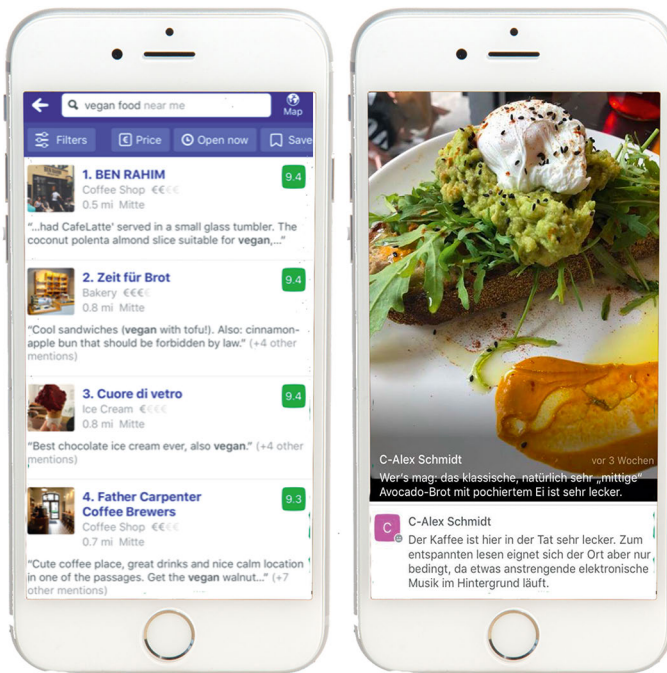 vegan food near me
Map
Filters
€ Price
Open now
Save
1. BEN RAHIM
9.4
Coffee Shop €€€€
0.5 mi Mitte
"...had CafeLatte' served in a small glass tumbler. The
coconut polenta almond slice suitable for vegan,..."
2. Zeit für Brot
9.4
Bakery €€€€
0.8 mi Mitte
"Cool sandwiches (vegan with tofu!). Also: cinnamon-
apple bun that should be forbidden by law." (+4 other
mentions)
3. Cuore di vetro
9.4
Ice Cream €€€€
0.8 mi Mitte
"Best chocolate ice cream ever, also vegan." (+4 other
mentions)
4. Father Carpenter
Coffee Brewers
9.3
Coffee Shop €€€€
0.7 mi Mitte
"Cute coffee place, great drinks and nice calm location
in one of the passages. Get the vegan walnut..." (+7
other mentions)
C-Alex Schmidt
vor 3 Wochen
Wer's mag: das klassische, natürlich sehr „mittige"
Avocado-Brot mit pochiertem Ei ist sehr lecker.
C
C-Alex Schmidt
Der Kaffee ist hier in der Tat sehr lecker. Zum
entspannten lesen eignet sich der Ort aber nur
bedingt, da etwas anstrengende elektronische
Musik im Hintergrund läuft.